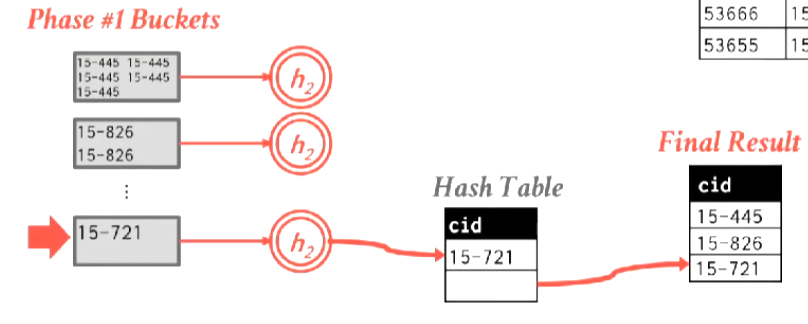 Phase #1 Buckets
53666 15
53655 15
15-445 15-445
15-445 15-445
15-445
h₂
15-826
15-826
h₂
Final Result
⋮
Hash Table
cid
15-445
15-826
15-721
15-721
h₂
cid
15-721